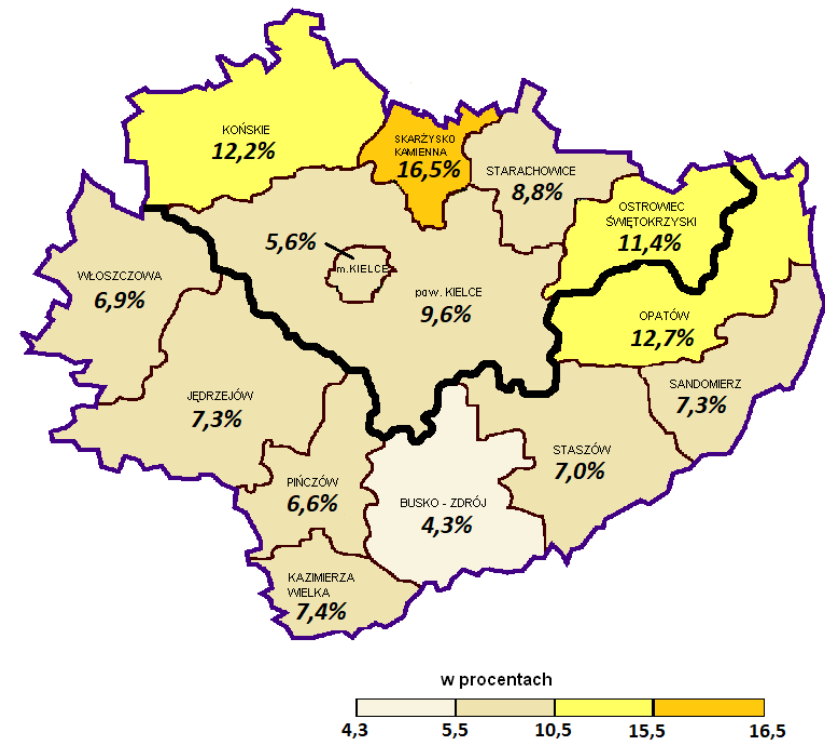 KOŃSKIE
12,2%
SKARŻYSKO
KAMIENNA
16,5%
STARACHOWICE
8,8%
OSTROWIEC
ŚWIĘTOKRZYSKI
11,4%
5,6%
m.KIELCE
WŁOSZCZOWA
6,9%
pow. KIELCE
9,6%
OPATÓW
12,7%
JĘDRZEJÓW
7,3%
SANDOMIERZ
7,3%
STASZÓW
7,0%
PIŃCZÓW
6,6%
BUSKO - ZDRÓJ
4,3%
KAZIMIERZA
WIELKA
7,4%
w procentach
4,3 5,5 10,5 15,5 16,5